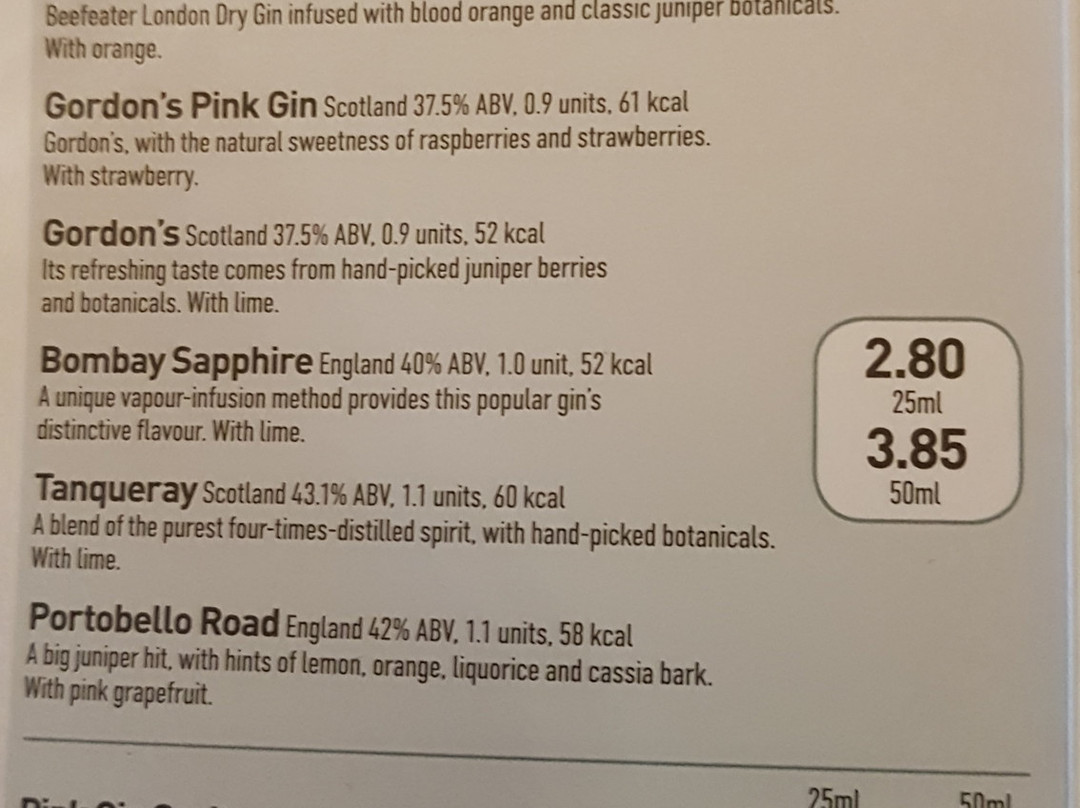 Beefeater London Dry Gin infused with blood orange and classic juniper botanicals.
With orange.
Gordon's Pink Gin Scotland 37.5% ABV, 0.9 units, 61 kcal
Gordon's, with the natural sweetness of raspberries and strawberries.
With strawberry.
Gordon's Scotland 37.5% ABV, 0.9 units, 52 kcal
Its refreshing taste comes from hand-picked juniper berries
and botanicals. With lime.
Bombay Sapphire England 40% ABV, 1.0 unit, 52 kcal
A unique vapour-infusion method provides this popular gin's
distinctive flavour. With lime.
2.80
25ml
3.85
50ml
Tanqueray Scotland 43.1% ABV, 1.1 units, 60 kcal
A blend of the purest four-times-distilled spirit, with hand-picked botanicals.
With lime.
Portobello Road England 42% ABV, 1.1 units, 58 kcal
A big juniper hit, with hints of lemon, orange, liquorice and cassia bark.
With pink grapefruit.
25ml 50ml